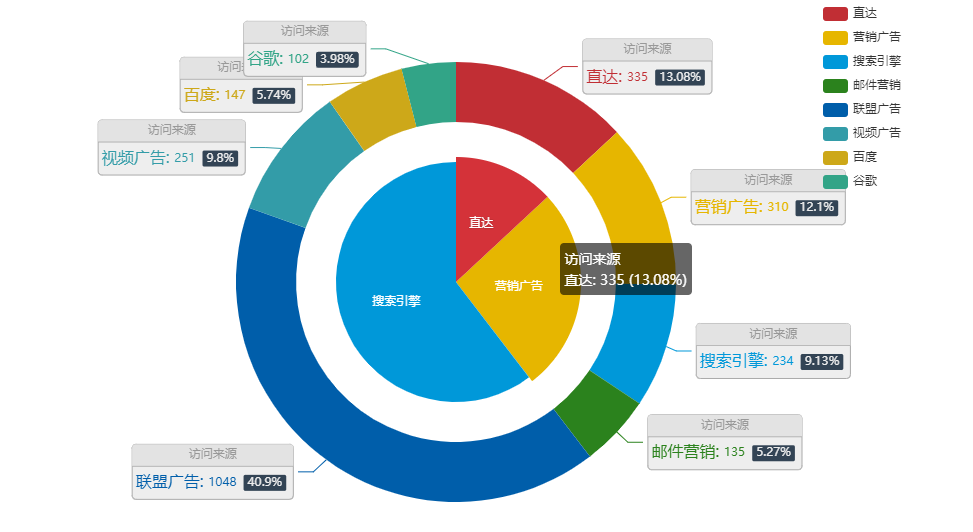 访问来源
谷歌: 102 3.98%
访问来源
直达: 335 13.08%
访
百度: 147 5.74%
访问来源
视频广告: 251 9.8%
直达
营销广告
搜索引擎
邮件营销
联盟广告
视频广告
百度
谷歌
访问来源
营销广告: 310 12.1%
直达
营销广告
搜索引擎
访问来源
直达: 335 (13.08%)
访问来源
搜索引擎: 234 9.13%
访问来源
邮件营销: 135 5.27%
访问来源
联盟广告: 1048 40.9%